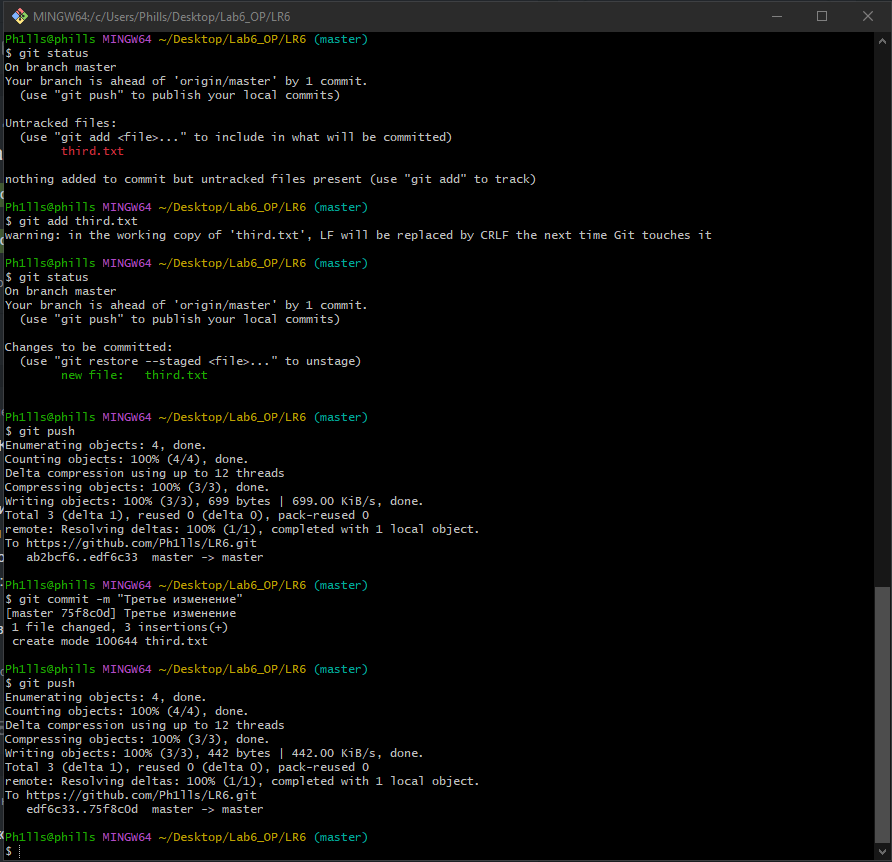 MINGW64:/c/Users/Phills/Desktop/Lab6_OP/LR6
Ph1lls@phills MINGW64 ~/Desktop/Lab6_OP/LR6 (master)
$ git status
On branch master
Your branch is ahead of 'origin/master' by 1 commit.
  (use "git push" to publish your local commits)

Untracked files:
  (use "git add <file>..." to include in what will be committed)
        third.txt

nothing added to commit but untracked files present (use "git add" to track)

Ph1lls@phills MINGW64 ~/Desktop/Lab6_OP/LR6 (master)
$ git add third.txt
warning: in the working copy of 'third.txt', LF will be replaced by CRLF the next time Git touches it

Ph1lls@phills MINGW64 ~/Desktop/Lab6_OP/LR6 (master)
$ git status
On branch master
Your branch is ahead of 'origin/master' by 1 commit.
  (use "git push" to publish your local commits)

Changes to be committed:
  (use "git restore --staged <file>..." to unstage)
        new file:   third.txt

Ph1lls@phills MINGW64 ~/Desktop/Lab6_OP/LR6 (master)
$ git push
Enumerating objects: 4, done.
Counting objects: 100% (4/4), done.
Delta compression using up to 12 threads
Compressing objects: 100% (3/3), done.
Writing objects: 100% (3/3), 699 bytes | 699.00 KiB/s, done.
Total 3 (delta 1), reused 0 (delta 0), pack-reused 0
remote: Resolving deltas: 100% (1/1), completed with 1 local object.
To https://github.com/Ph1lls/LR6.git
   ab2bcf6..edf6c33  master -> master

Ph1lls@phills MINGW64 ~/Desktop/Lab6_OP/LR6 (master)
$ git commit -m "Третье изменение"
[master 75f8c0d] Третье изменение
 1 file changed, 3 insertions(+)
 create mode 100644 third.txt

Ph1lls@phills MINGW64 ~/Desktop/Lab6_OP/LR6 (master)
$ git push
Enumerating objects: 4, done.
Counting objects: 100% (4/4), done.
Delta compression using up to 12 threads
Compressing objects: 100% (3/3), done.
Writing objects: 100% (3/3), 442 bytes | 442.00 KiB/s, done.
Total 3 (delta 1), reused 0 (delta 0), pack-reused 0
remote: Resolving deltas: 100% (1/1), completed with 1 local object.
To https://github.com/Ph1lls/LR6.git
   edf6c33..75f8c0d  master -> master

Ph1lls@phills MINGW64 ~/Desktop/Lab6_OP/LR6 (master)
$